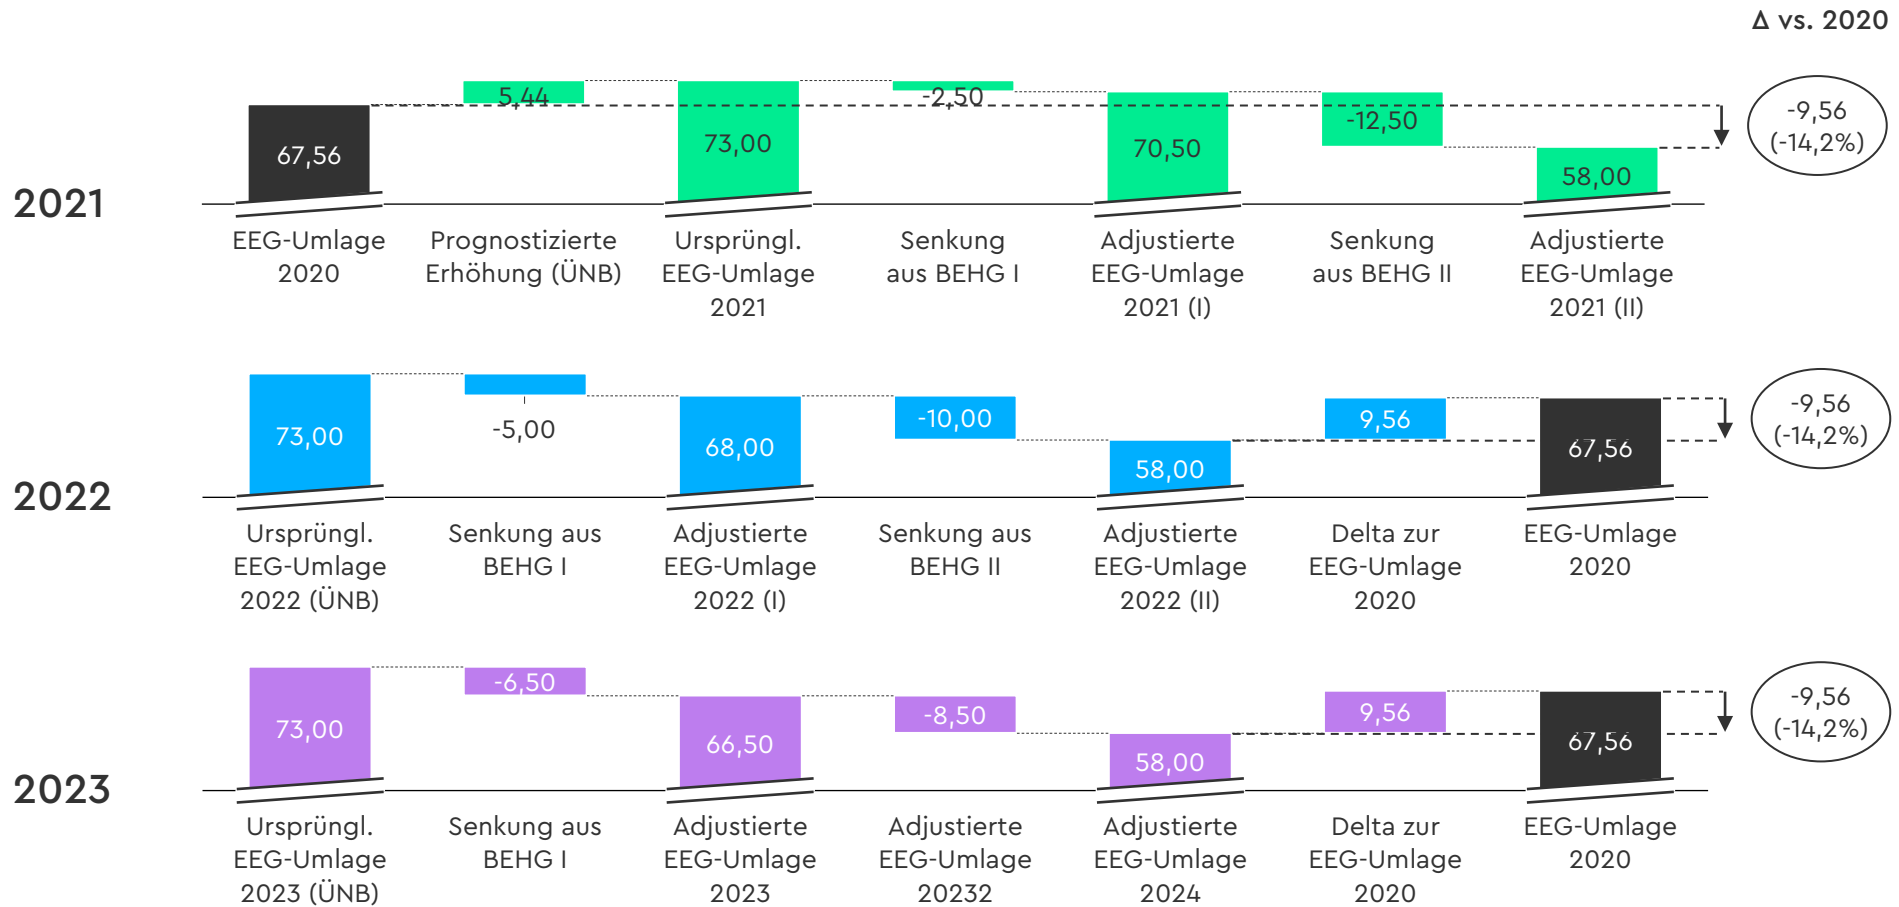 Δ vs. 2020
5,44
-2,50
-12,50
-9,56
(-14,2%)
67,56
73,00
70,50
58,00
2021
EEG-Umlage
2020
Prognostizierte
Erhöhung (ÜNB)
Ursprüngl.
EEG-Umlage
2021
Senkung
aus BEHG I
Adjustierte
EEG-Umlage
2021 (I)
Senkung
aus BEHG II
Adjustierte
EEG-Umlage
2021 (II)
73,00
-5,00
68,00
-10,00
58,00
9,56
67,56
-9,56
(-14,2%)
2022
Ursprüngl.
EEG-Umlage
2022 (ÜNB)
Senkung aus
BEHG I
Adjustierte
EEG-Umlage
2022 (I)
Senkung aus
BEHG II
Adjustierte
EEG-Umlage
2022 (II)
Delta zur
EEG-Umlage
2020
EEG-Umlage
2020
73,00
-6,50
66,50
-8,50
58,00
9,56
67,56
-9,56
(-14,2%)
2023
Ursprüngl.
EEG-Umlage
2023 (ÜNB)
Senkung aus
BEHG I
Adjustierte
EEG-Umlage
2023
Adjustierte
EEG-Umlage
20232
Adjustierte
EEG-Umlage
2024
Delta zur
EEG-Umlage
2020
EEG-Umlage
2020